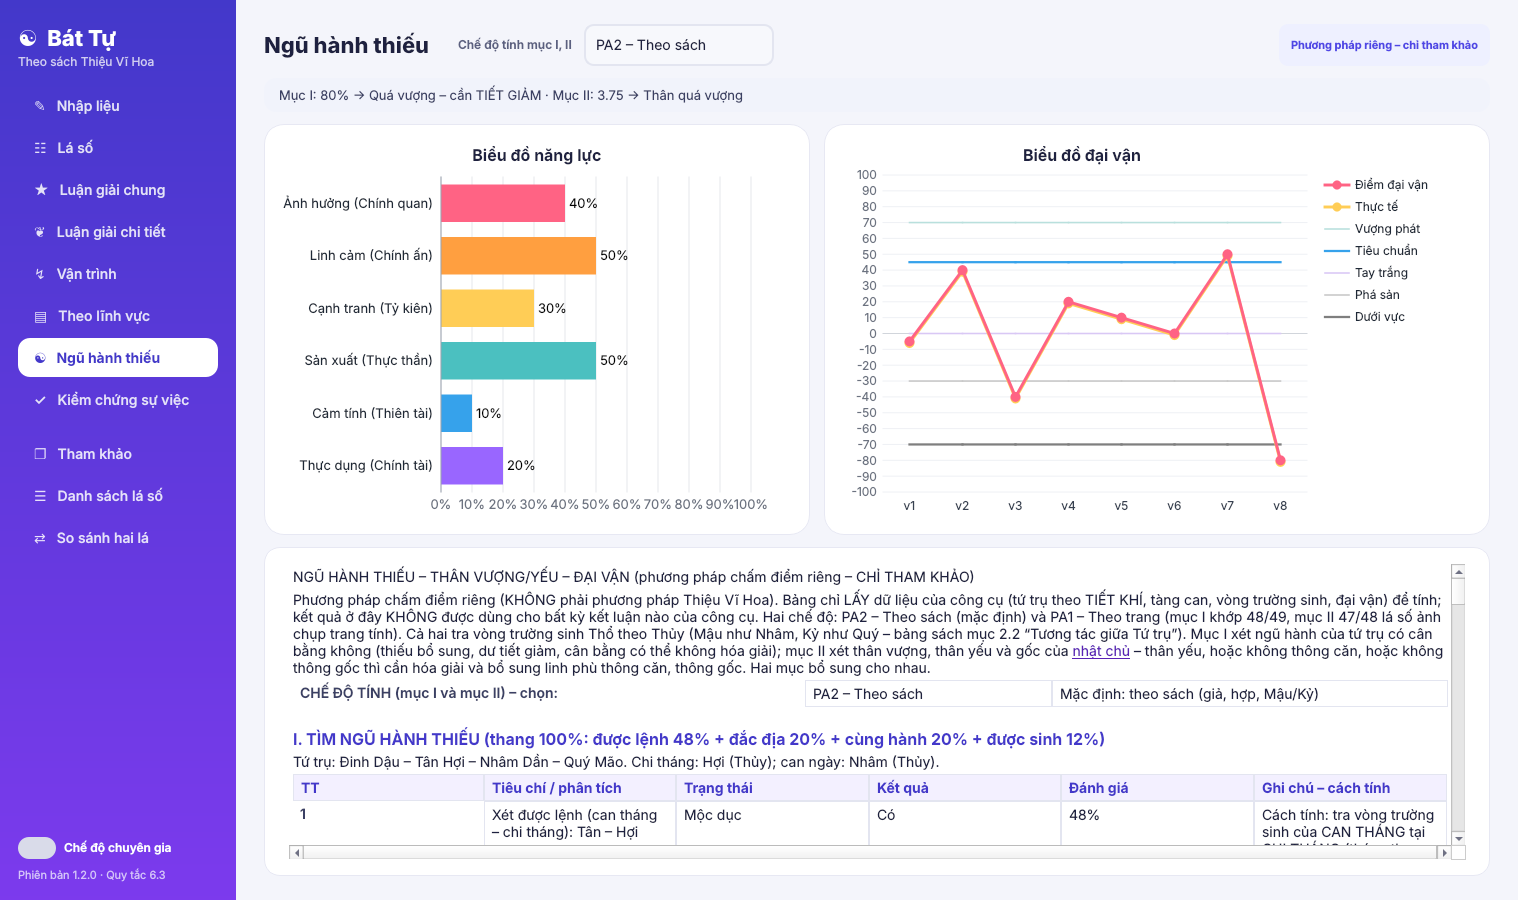 ☯ Bát Tự
Theo sách Thiệu Vĩ Hoa
✎ Nhập liệu
☷ Lá số
★ Luận giải chung
❦ Luận giải chi tiết
↯ Vận trình
▤ Theo lĩnh vực
☯ Ngũ hành thiếu
✓ Kiểm chứng sự việc
❐ Tham khảo
☰ Danh sách lá số
⇄ So sánh hai lá
Chế độ chuyên gia
Phiên bản 1.2.0 · Quy tắc 6.3
Ngũ hành thiếu
Chế độ tính mục I, II
PA2 – Theo sách
Phương pháp riêng – chỉ tham khảo
Mục I: 80% → Quá vượng – cần TIẾT GIẢM · Mục II: 3.75 → Thân quá vượng
Biểu đồ năng lực
Ảnh hưởng (Chính quan) 40%
Linh cảm (Chính ấn) 50%
Cạnh tranh (Tỷ kiên) 30%
Sản xuất (Thực thần) 50%
Cảm tính (Thiên tài) 10%
Thực dụng (Chính tài) 20%
0% 10% 20% 30% 40% 50% 60% 70% 80% 90% 100%
Biểu đồ đại vận
100
90
80
70
60
50
40
30
20
10
0
-10
-20
-30
-40
-50
-60
-70
-80
-90
-100
v1 v2 v3 v4 v5 v6 v7 v8
Điểm đại vận
Thực tế
Vượng phát
Tiêu chuẩn
Tay trắng
Phá sản
Dưới vực
NGŨ HÀNH THIẾU – THÂN VƯỢNG/YẾU – ĐẠI VẬN (phương pháp chấm điểm riêng – CHỈ THAM KHẢO)
Phương pháp chấm điểm riêng (KHÔNG phải phương pháp Thiệu Vĩ Hoa). Bảng chỉ LẤY dữ liệu của công cụ (tứ trụ theo TIẾT KHÍ, tàng can, vòng trường sinh, đại vận) để tính;
kết quả ở đây KHÔNG được dùng cho bất kỳ kết luận nào của công cụ. Hai chế độ: PA2 – Theo sách (mặc định) và PA1 – Theo trang (mục I khớp 48/49, mục II 47/48 lá số ảnh
chụp trang tính). Cả hai tra vòng trường sinh Thổ theo Thủy (Mậu như Nhâm, Kỷ như Quý – bảng sách mục 2.2 “Tương tác giữa Tứ trụ”). Mục I xét ngũ hành của tứ trụ có cân
bằng không (thiếu bổ sung, dư tiết giảm, cân bằng có thể không hóa giải); mục II xét thân vượng, thân yếu và gốc của nhật chủ – thân yếu, hoặc không thông căn, hoặc không
thông gốc thì cần hóa giải và bổ sung linh phù thông căn, thông gốc. Hai mục bổ sung cho nhau.
CHẾ ĐỘ TÍNH (mục I và mục II) – chọn: PA2 – Theo sách Mặc định: theo sách (giả, hợp, Mậu/Kỷ)
I. TÌM NGŨ HÀNH THIẾU (thang 100%: được lệnh 48% + đắc địa 20% + cùng hành 20% + được sinh 12%)
Tứ trụ: Đinh Dậu – Tân Hợi – Nhâm Dần – Quý Mão. Chi tháng: Hợi (Thủy); can ngày: Nhâm (Thủy).
TT Tiêu chí / phân tích Trạng thái Kết quả Đánh giá Ghi chú – cách tính
1 Xét được lệnh (can tháng Mộc dục Có 48% Cách tính: tra vòng trường
– chi tháng): Tân – Hợi sinh của CAN THÁNG tại